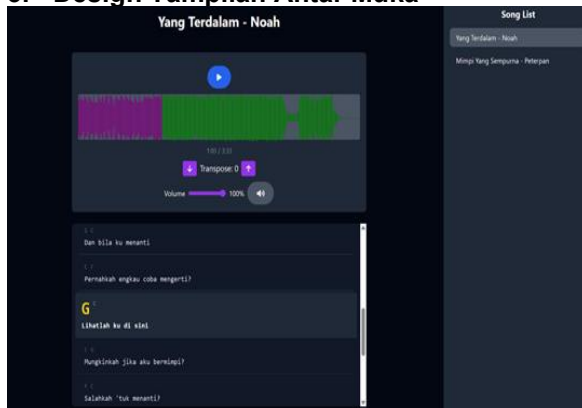 Design Tampilan Antar Muka
Yang Terdalam - Noah
Transpose: 0
Volume
100%
Dan bila ku menanti
Pernahkah engkau coba mengerti?
G
Lihatlah ku di sini
Mungkinkah jika aku bermimpi?
Salahkah 'tuk menanti?
Song List
Yang Terdalam - Noah
Mimpi Yang Sempurna - Peterpan